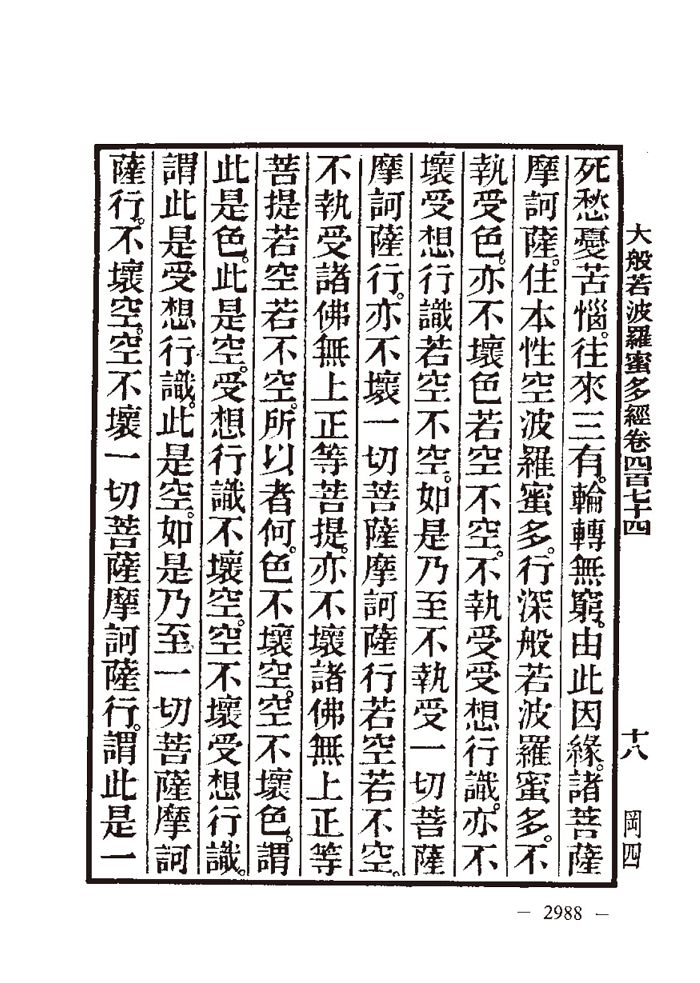 大般若波羅蜜多經卷四百七十四 十八 岡四
死愁憂苦惱。往來三有。輪轉無窮。由此因緣。諸菩薩
摩訶薩。住本性空波羅蜜多。行深般若波羅蜜多。不
執受色。亦不壞色若空不空。不執受受想行識。亦不
壞受想行識若空不空。如是乃至不執受一切菩薩
摩訶薩行。亦不壞一切菩薩摩訶薩行若空若不空。
不執受諸佛無上正等菩提。亦不壞諸佛無上正等
菩提若空若不空。所以者何。色不壞空。空不壞色。謂
此是色。此是空。受想行識不壞空。空不壞受想行識。
謂此是受想行識。此是空。如是乃至一切菩薩摩訶
薩行。不壞空。空不壞一切菩薩摩訶薩行。謂此是一
— 2988 —